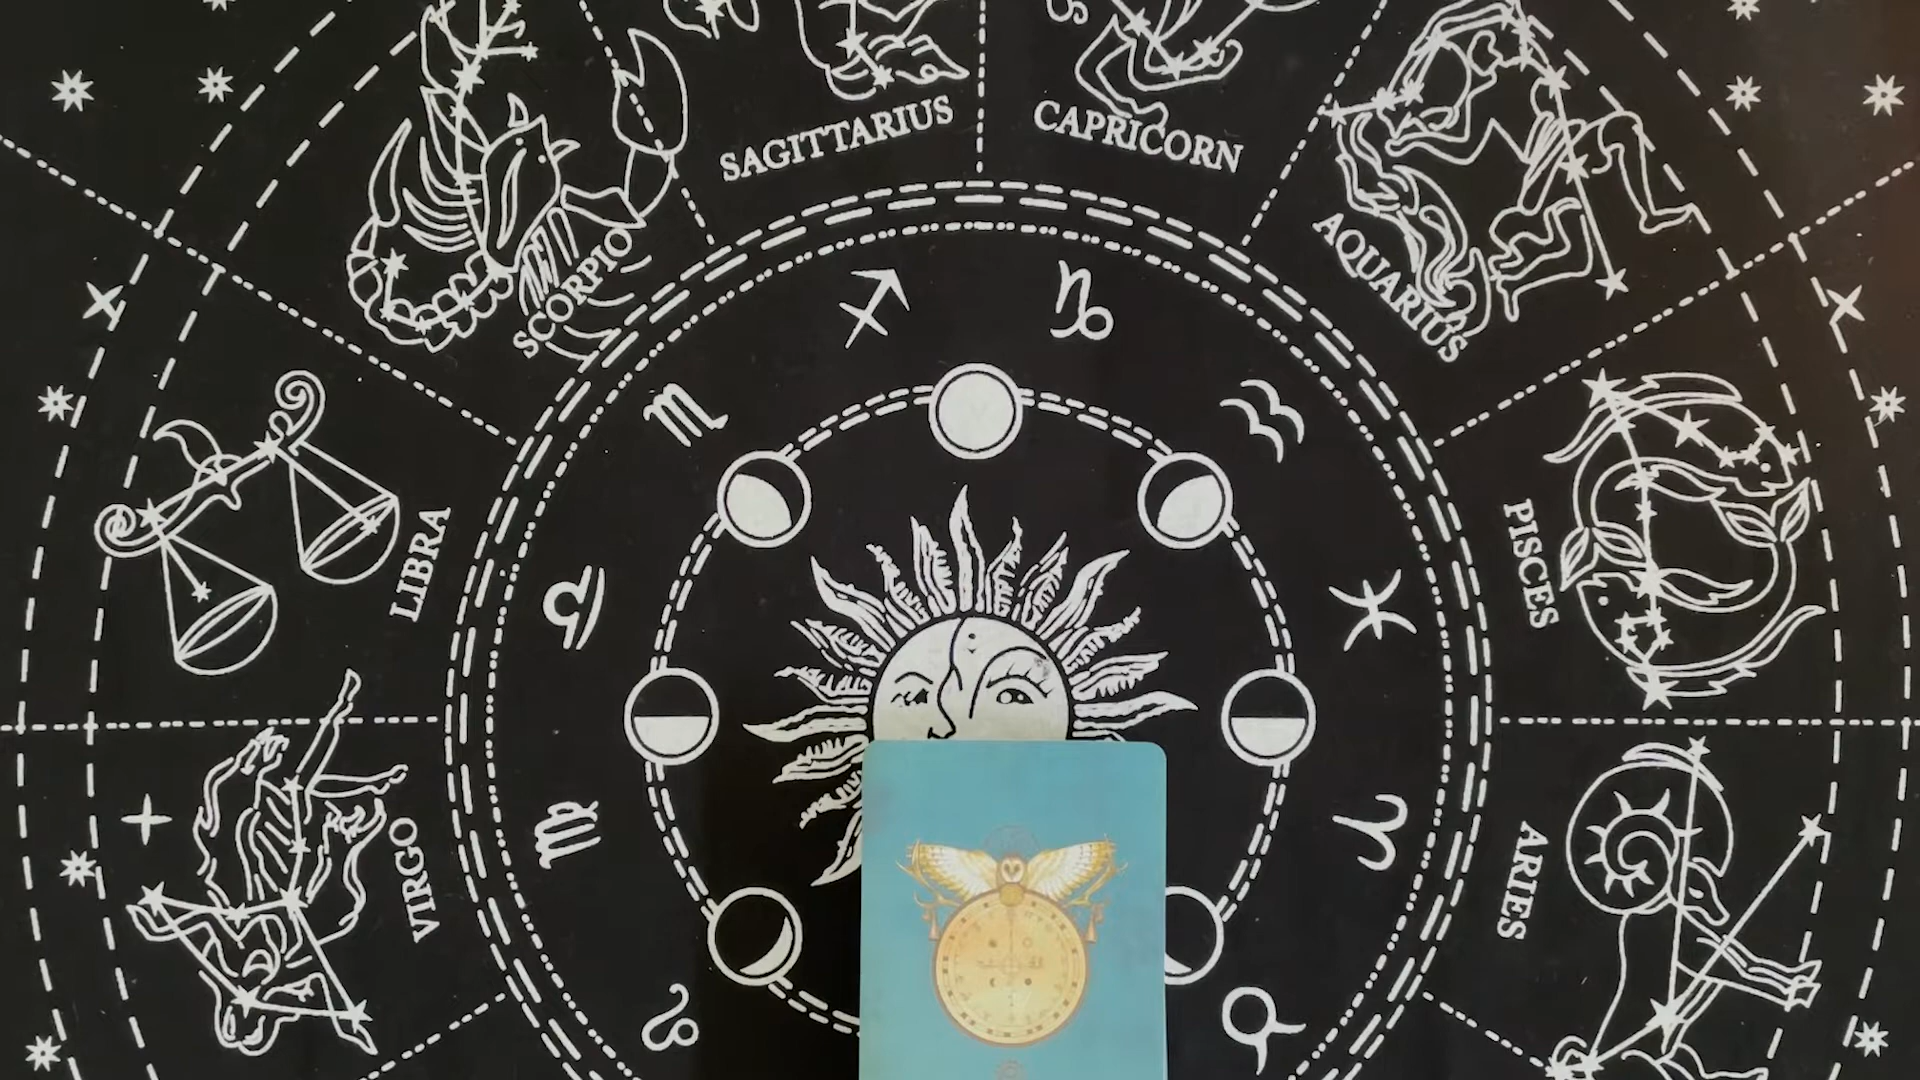 SAGITTARIUS
CAPRICORN
SCORPIO
AQUARIUS
LIBRA
PISCES
VIRGO
ARIES